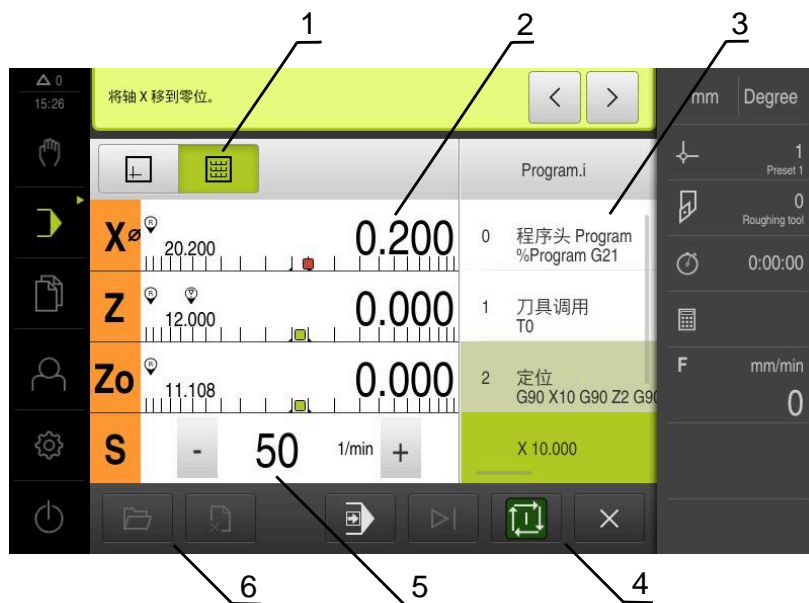 1
2
3
0
15:26
将轴 X 移到零位。
<
>
mm
Degree
Program.i
1
Preset 1
X⌀
R
20.200
0.200
0
程序头 Program
%Program G21
0
Roughing tool
0:00:00
Z
R
12.000
0.000
1
刀具调用
T0
Zo
R
11.108
0.000
2
定位
G90 X10 G90 Z2 G90
F
mm/min
0
S
-
50
1/min
+
X 10.000
6
5
4